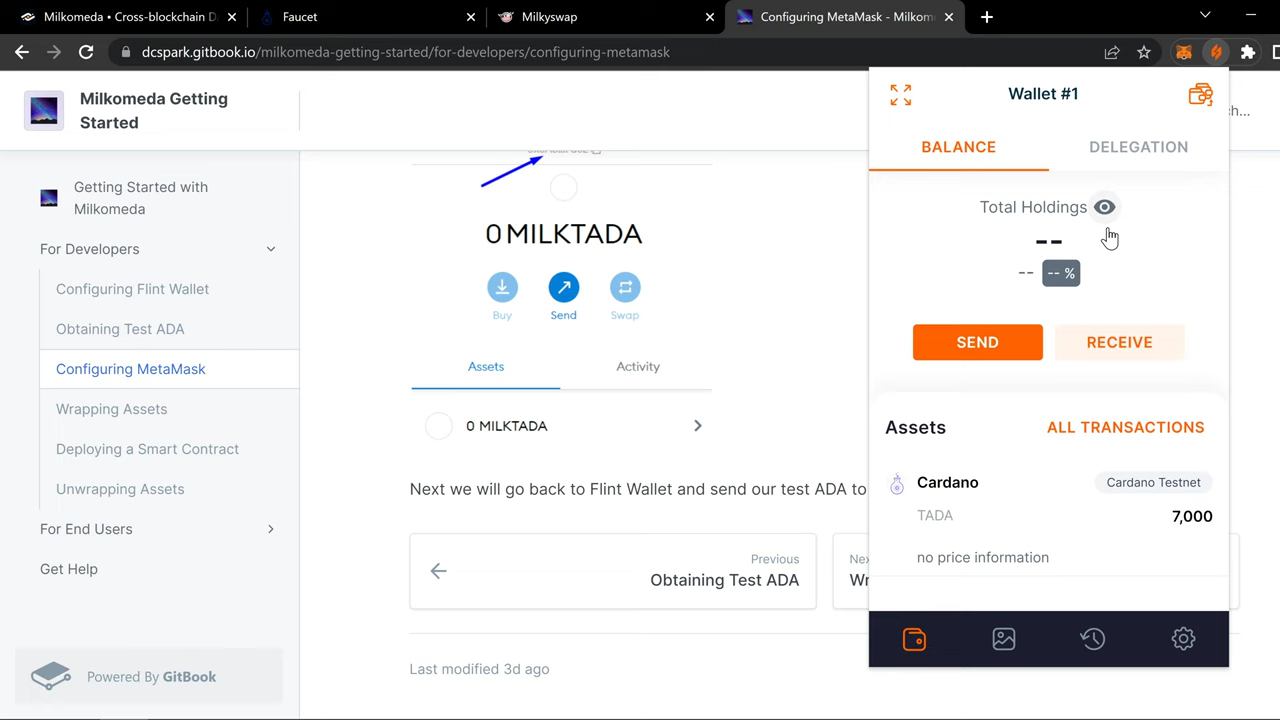 Milkomeda • Cross-blockchain D
Faucet
Milkyswap
Configuring MetaMask - Milkom
dcspark.gitbook.io/milkomeda-getting-started/for-developers/configuring-metamask
Milkomeda Getting
Started
Getting Started with
Milkomeda
For Developers
Configuring Flint Wallet
Obtaining Test ADA
Configuring MetaMask
Wrapping Assets
Deploying a Smart Contract
Unwrapping Assets
For End Users
Get Help
Powered By GitBook
0 MILKTADA
Buy
Send
Swap
Assets
Activity
0 MILKTADA
Next we will go back to Flint Wallet and send our test ADA to
Previous
Obtaining Test ADA
Last modified 3d ago
Wallet #1
BALANCE
DELEGATION
Total Holdings
--
-- -- %
SEND
RECEIVE
Assets
ALL TRANSACTIONS
Cardano
Cardano Testnet
TADA
7,000
no price information